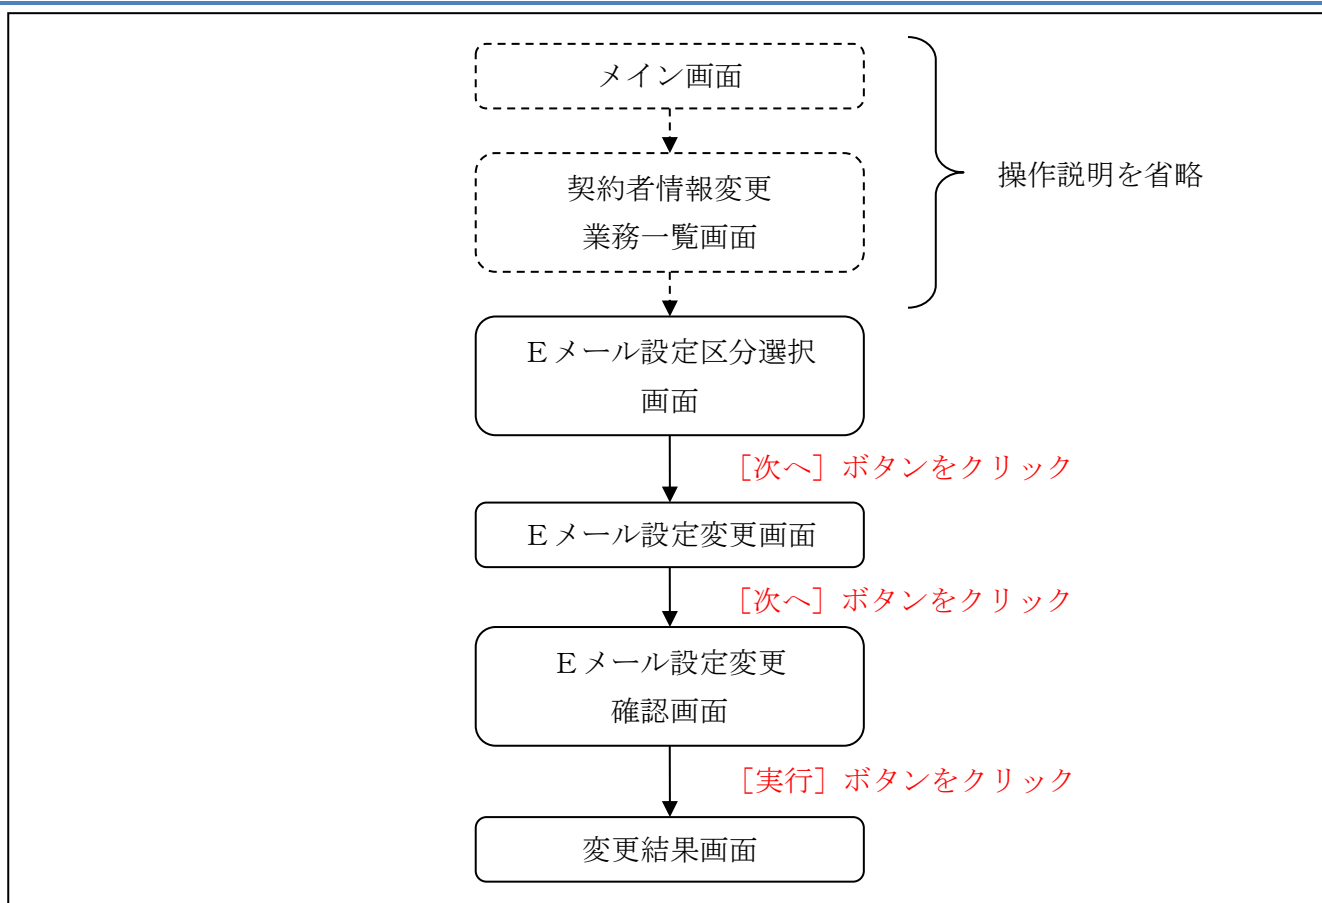 メイン画面
契約者情報変更
業務一覧画面
操作説明を省略
Ｅメール設定区分選択
画面
［次へ］ボタンをクリック
Ｅメール設定変更画面
［次へ］ボタンをクリック
Ｅメール設定変更
確認画面
［実行］ボタンをクリック
変更結果画面